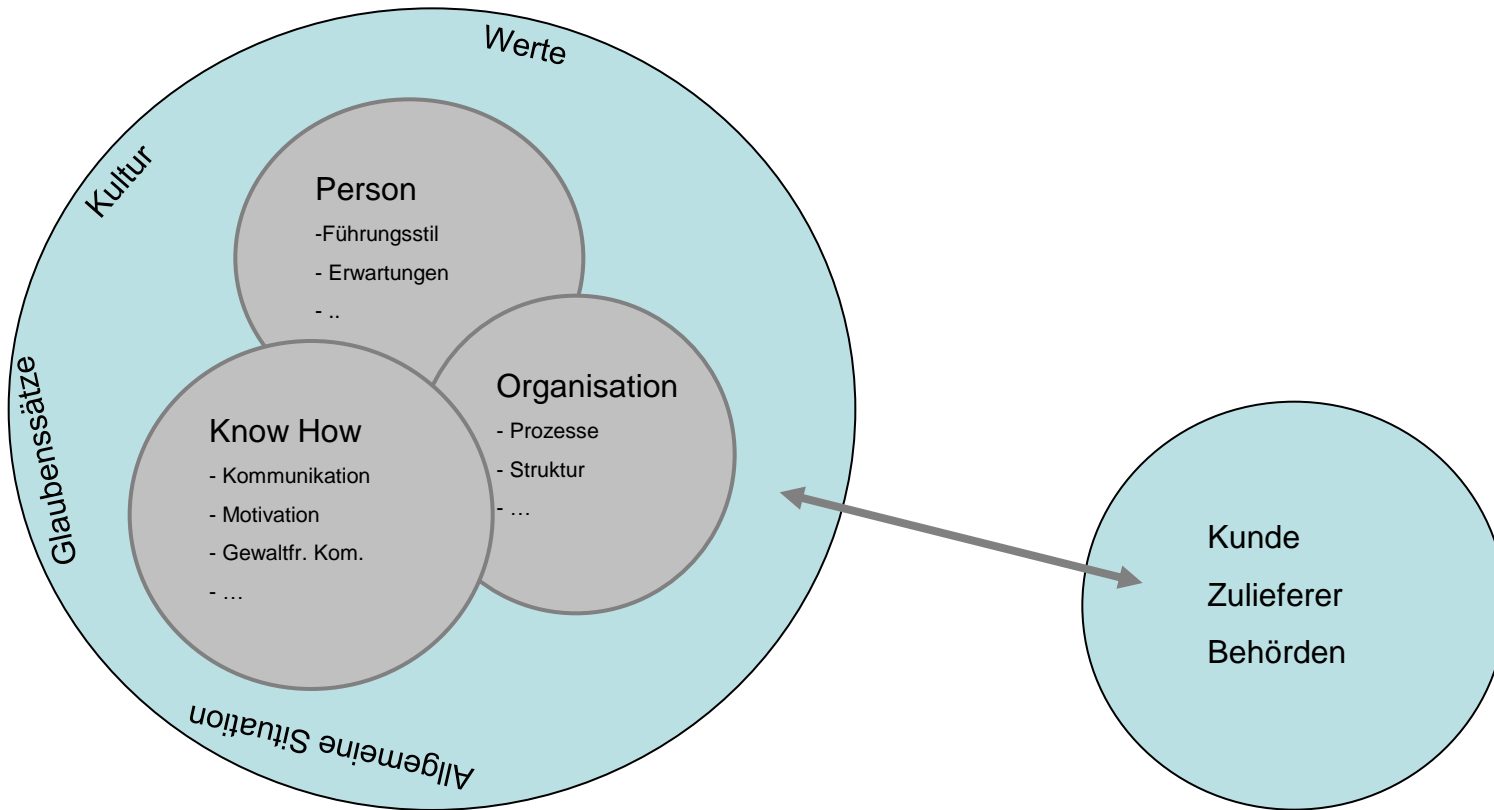 Werte
Kultur
Person
-Führungsstil
- Erwartungen
- ..
Organisation
- Prozesse
- Struktur
- …
Glaubenssätze
Know How
- Kommunikation
- Motivation
- Gewaltfr. Kom.
- …
Allgemeine Situation
Kunde
Zulieferer
Behörden